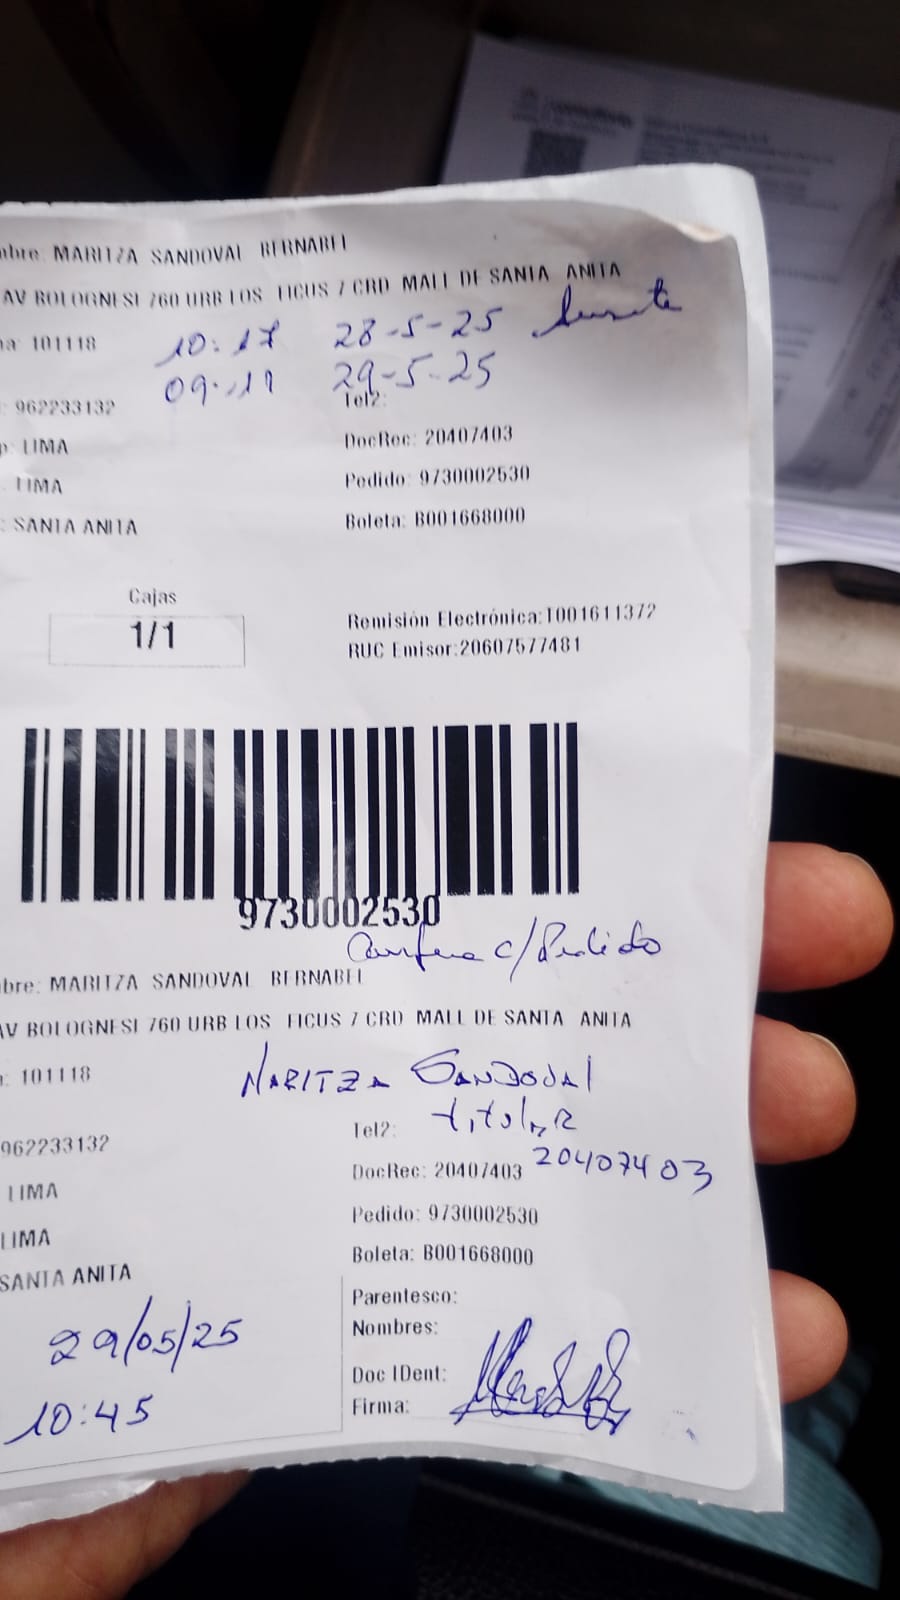 mbre: MARITZA SANDOVAL BERNABEL
AV BOLOGNESI 760 URB LOS FICUS 7 CRD MALL DE SANTA ANITA
na: 101118
10:17 28-5-25
09:11 29-5-25
: 962233132
Tel2:
p: LIMA
DocRec: 20407403
: LIMA
Pedido: 9730002530
: SANTA ANITA
Boleta: B001668000
Cajas
1/1
Remisión Electrónica:T001611372
RUC Emisor:20607577481
9730002530
c/Pedido
bre: MARITZA SANDOVAL BERNABEL
AV BOLOGNESI 760 URB LOS FICUS 7 CRD MALL DE SANTA ANITA
a: 101118
MARITZA SANDOVAL
Tel2:
titular
962233132
DocRec: 20407403
20407403
LIMA
Pedido: 9730002530
LIMA
Boleta: B001668000
SANTA ANITA
Parentesco:
29/05/25
Nombres:
Doc IDent:
10:45
Firma: